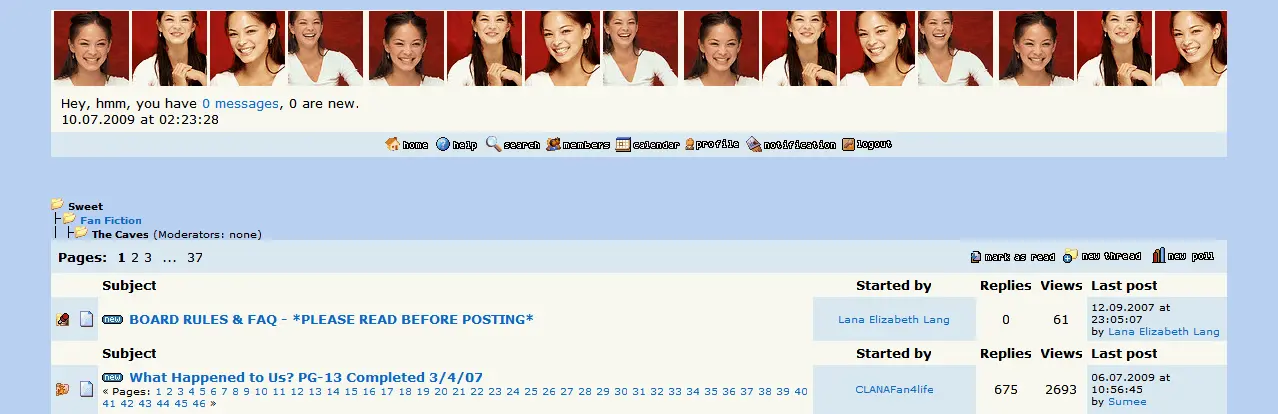 Hey, hmm, you have 0 messages, 0 are new.
10.07.2009 at 02:23:28
home help search members calendar profile notification logout
Sweet
Fan Fiction
The Caves (Moderators: none)
Pages: 1 2 3 ... 37 mark as read new thread new poll
Subject Started by Replies Views Last post
new BOARD RULES & FAQ - *PLEASE READ BEFORE POSTING* Lana Elizabeth Lang 0 61 12.09.2007 at
23:05:07
by Lana Elizabeth Lang
Subject Started by Replies Views Last post
new What Happened to Us? PG-13 Completed 3/4/07 CLANAFan4life 675 2693 06.07.2009 at
« Pages: 1 2 3 4 5 6 7 8 9 10 11 12 13 14 15 16 17 18 19 20 21 22 23 24 25 26 27 28 29 30 31 32 33 34 35 36 37 38 39 40 10:56:45
41 42 43 44 45 46 » by Sumee